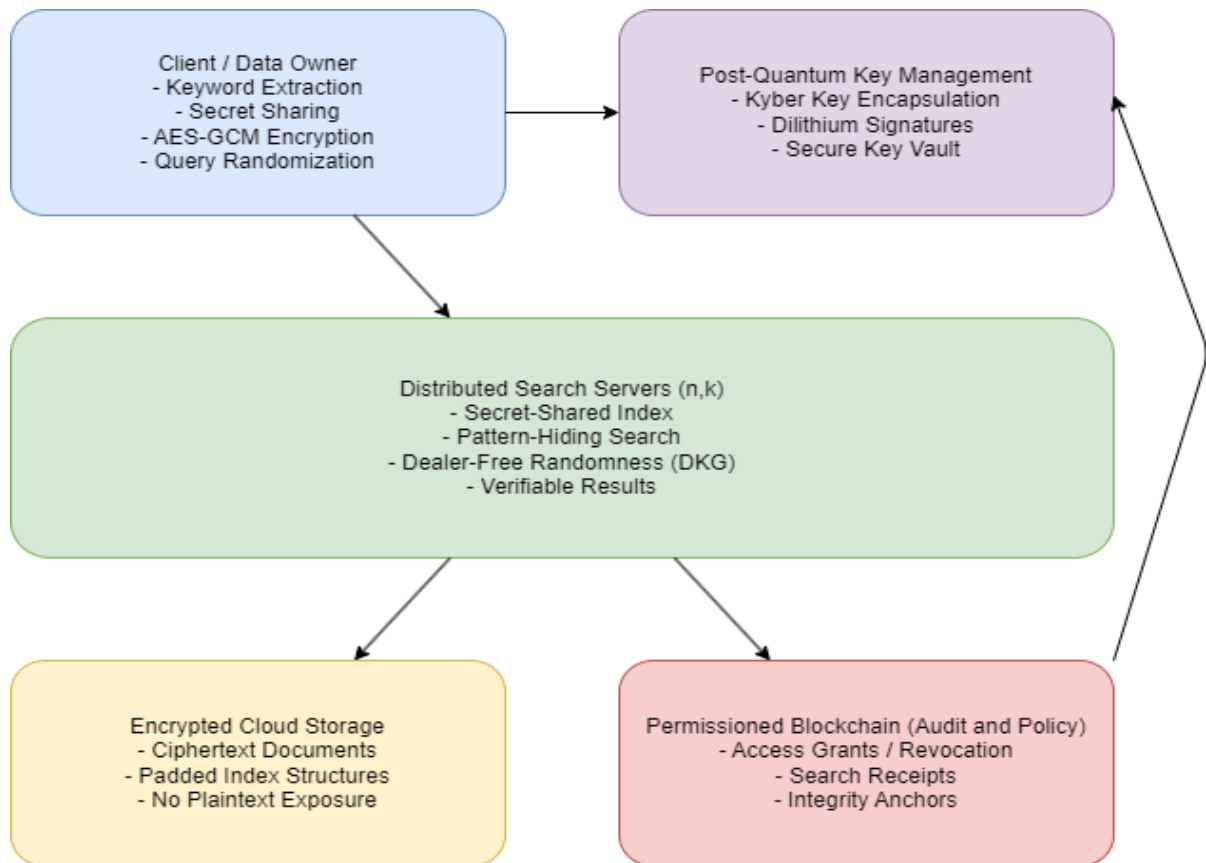 Client / Data Owner
- Keyword Extraction
- Secret Sharing
- AES-GCM Encryption
- Query Randomization
Post-Quantum Key Management
- Kyber Key Encapsulation
- Dilithium Signatures
- Secure Key Vault
Distributed Search Servers (n,k)
- Secret-Shared Index
- Pattern-Hiding Search
- Dealer-Free Randomness (DKG)
- Verifiable Results
Encrypted Cloud Storage
- Ciphertext Documents
- Padded Index Structures
- No Plaintext Exposure
Permissioned Blockchain (Audit and Policy)
- Access Grants / Revocation
- Search Receipts
- Integrity Anchors